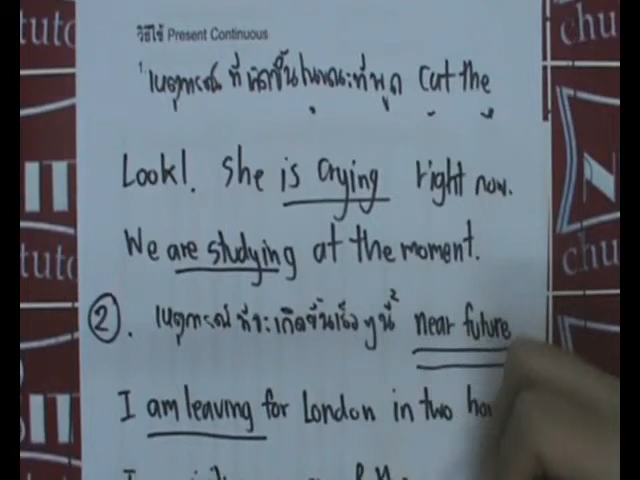 วิธีใช้ Present Continuous
เหตุการณ์ ที่ เกิดขึ้น ในขณะที่พูด (at the
Look!. She is crying right now.
We are studying at the moment.
2. เหตุการณ์ ที่จะเกิดขึ้นเร็วๆนี้ near future
I am leaving for London in two